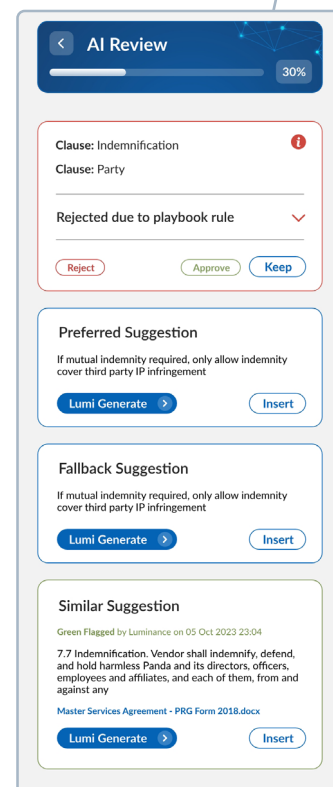 AI Review
30%
Clause: Indemnification
Clause: Party
Rejected due to playbook rule
Reject
Approve
Keep
Preferred Suggestion
If mutual indemnity required, only allow indemnity
cover third party IP infringement
Lumi Generate
Insert
Fallback Suggestion
If mutual indemnity required, only allow indemnity
cover third party IP infringement
Lumi Generate
Insert
Similar Suggestion
Green Flagged by Luminance on 05 Oct 2023 23:04
7.7 Indemnification. Vendor shall indemnify, defend,
and hold harmless Panda and its directors, officers,
employees and affiliates, and each of them, from and
against any
Master Services Agreement - PRG Form 2018.docx
Lumi Generate
Insert